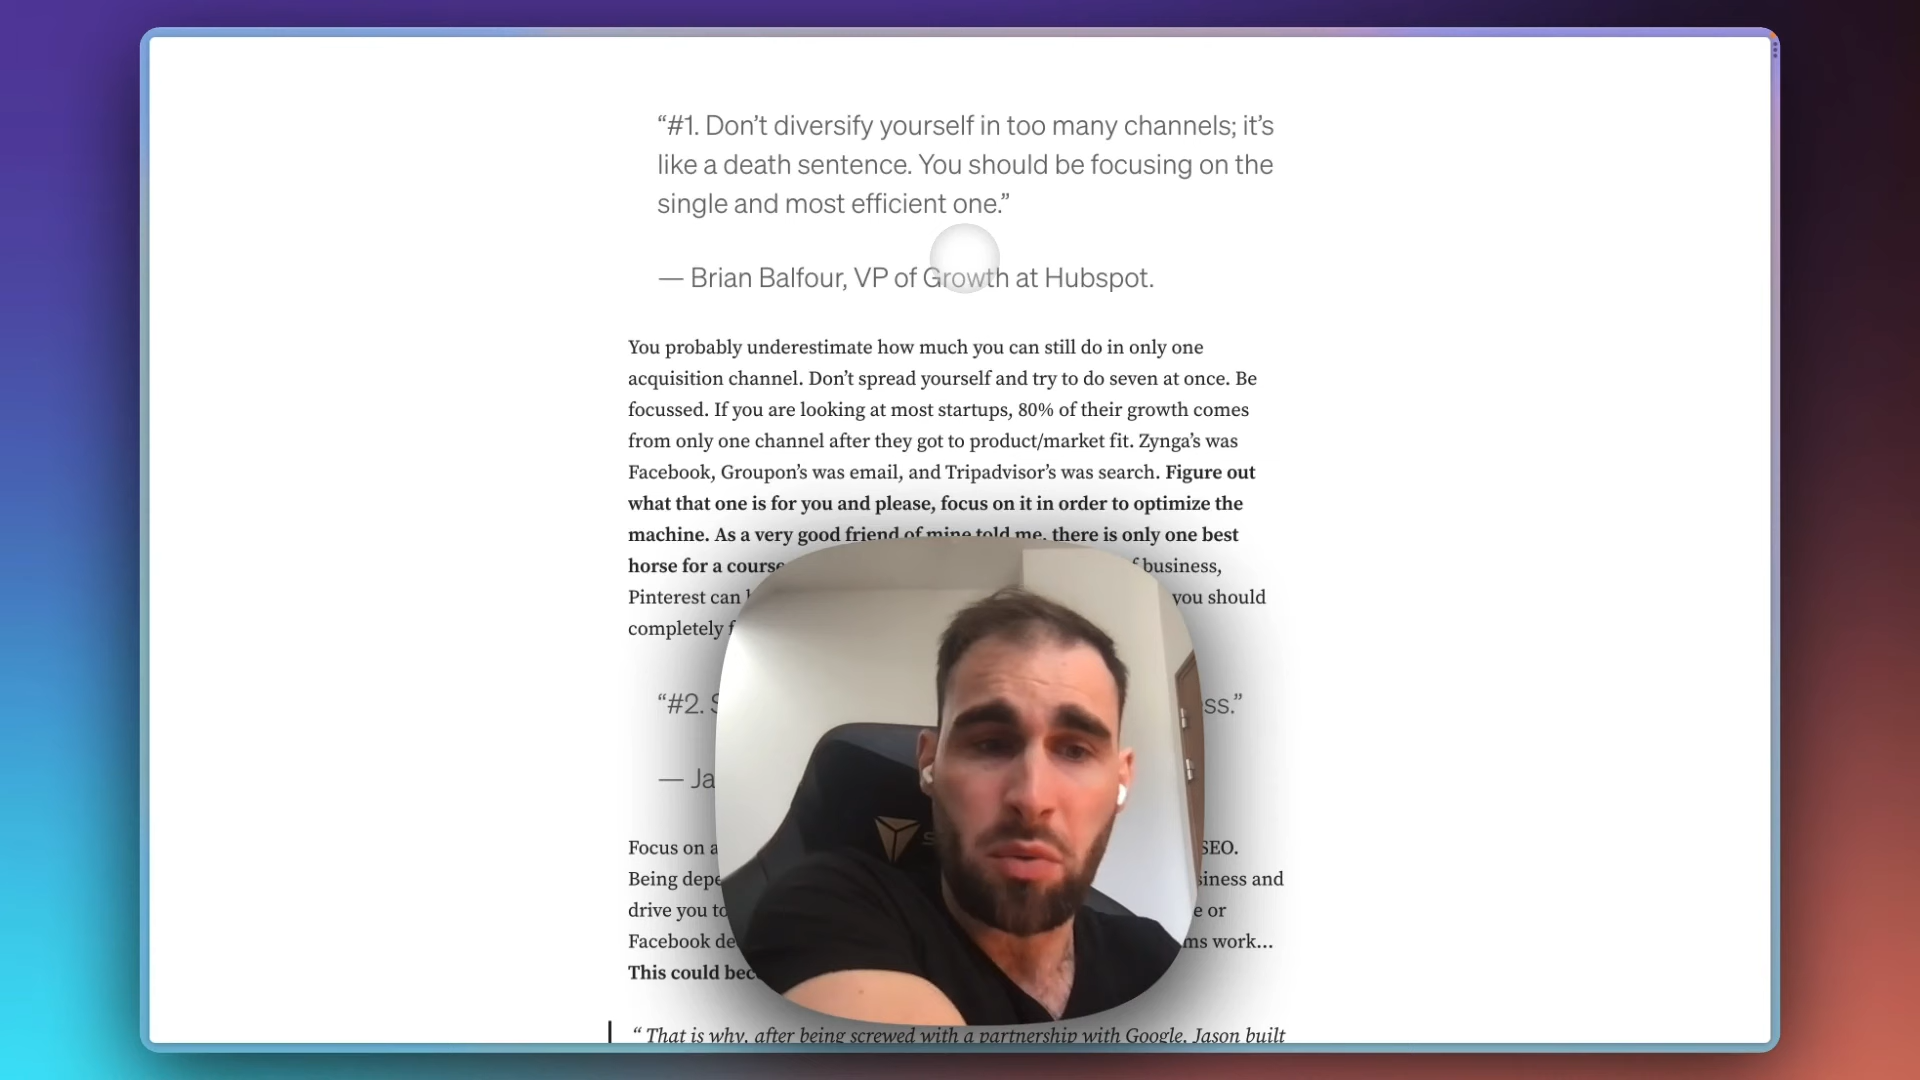 “#1. Don’t diversify yourself in too many channels; it’s
like a death sentence. You should be focusing on the
single and most efficient one.”
— Brian Balfour, VP of Growth at Hubspot.
You probably underestimate how much you can still do in only one
acquisition channel. Don’t spread yourself and try to do seven at once. Be
focussed. If you are looking at most startups, 80% of their growth comes
from only one channel after they got to product/market fit. Zynga’s was
Facebook, Groupon’s was email, and Tripadvisor’s was search. Figure out
what that one is for you and please, focus on it in order to optimize the
machine. As a very good friend of mine told me, there is only one best
horse for a course business,
Pinterest can you should
completely
“#2. ss.”
— Ja
Focus on a SEO.
Being depe siness and
drive you to e or
Facebook de ms work...
This could bec
“ That is why, after being screwed with a partnership with Google, Jason built